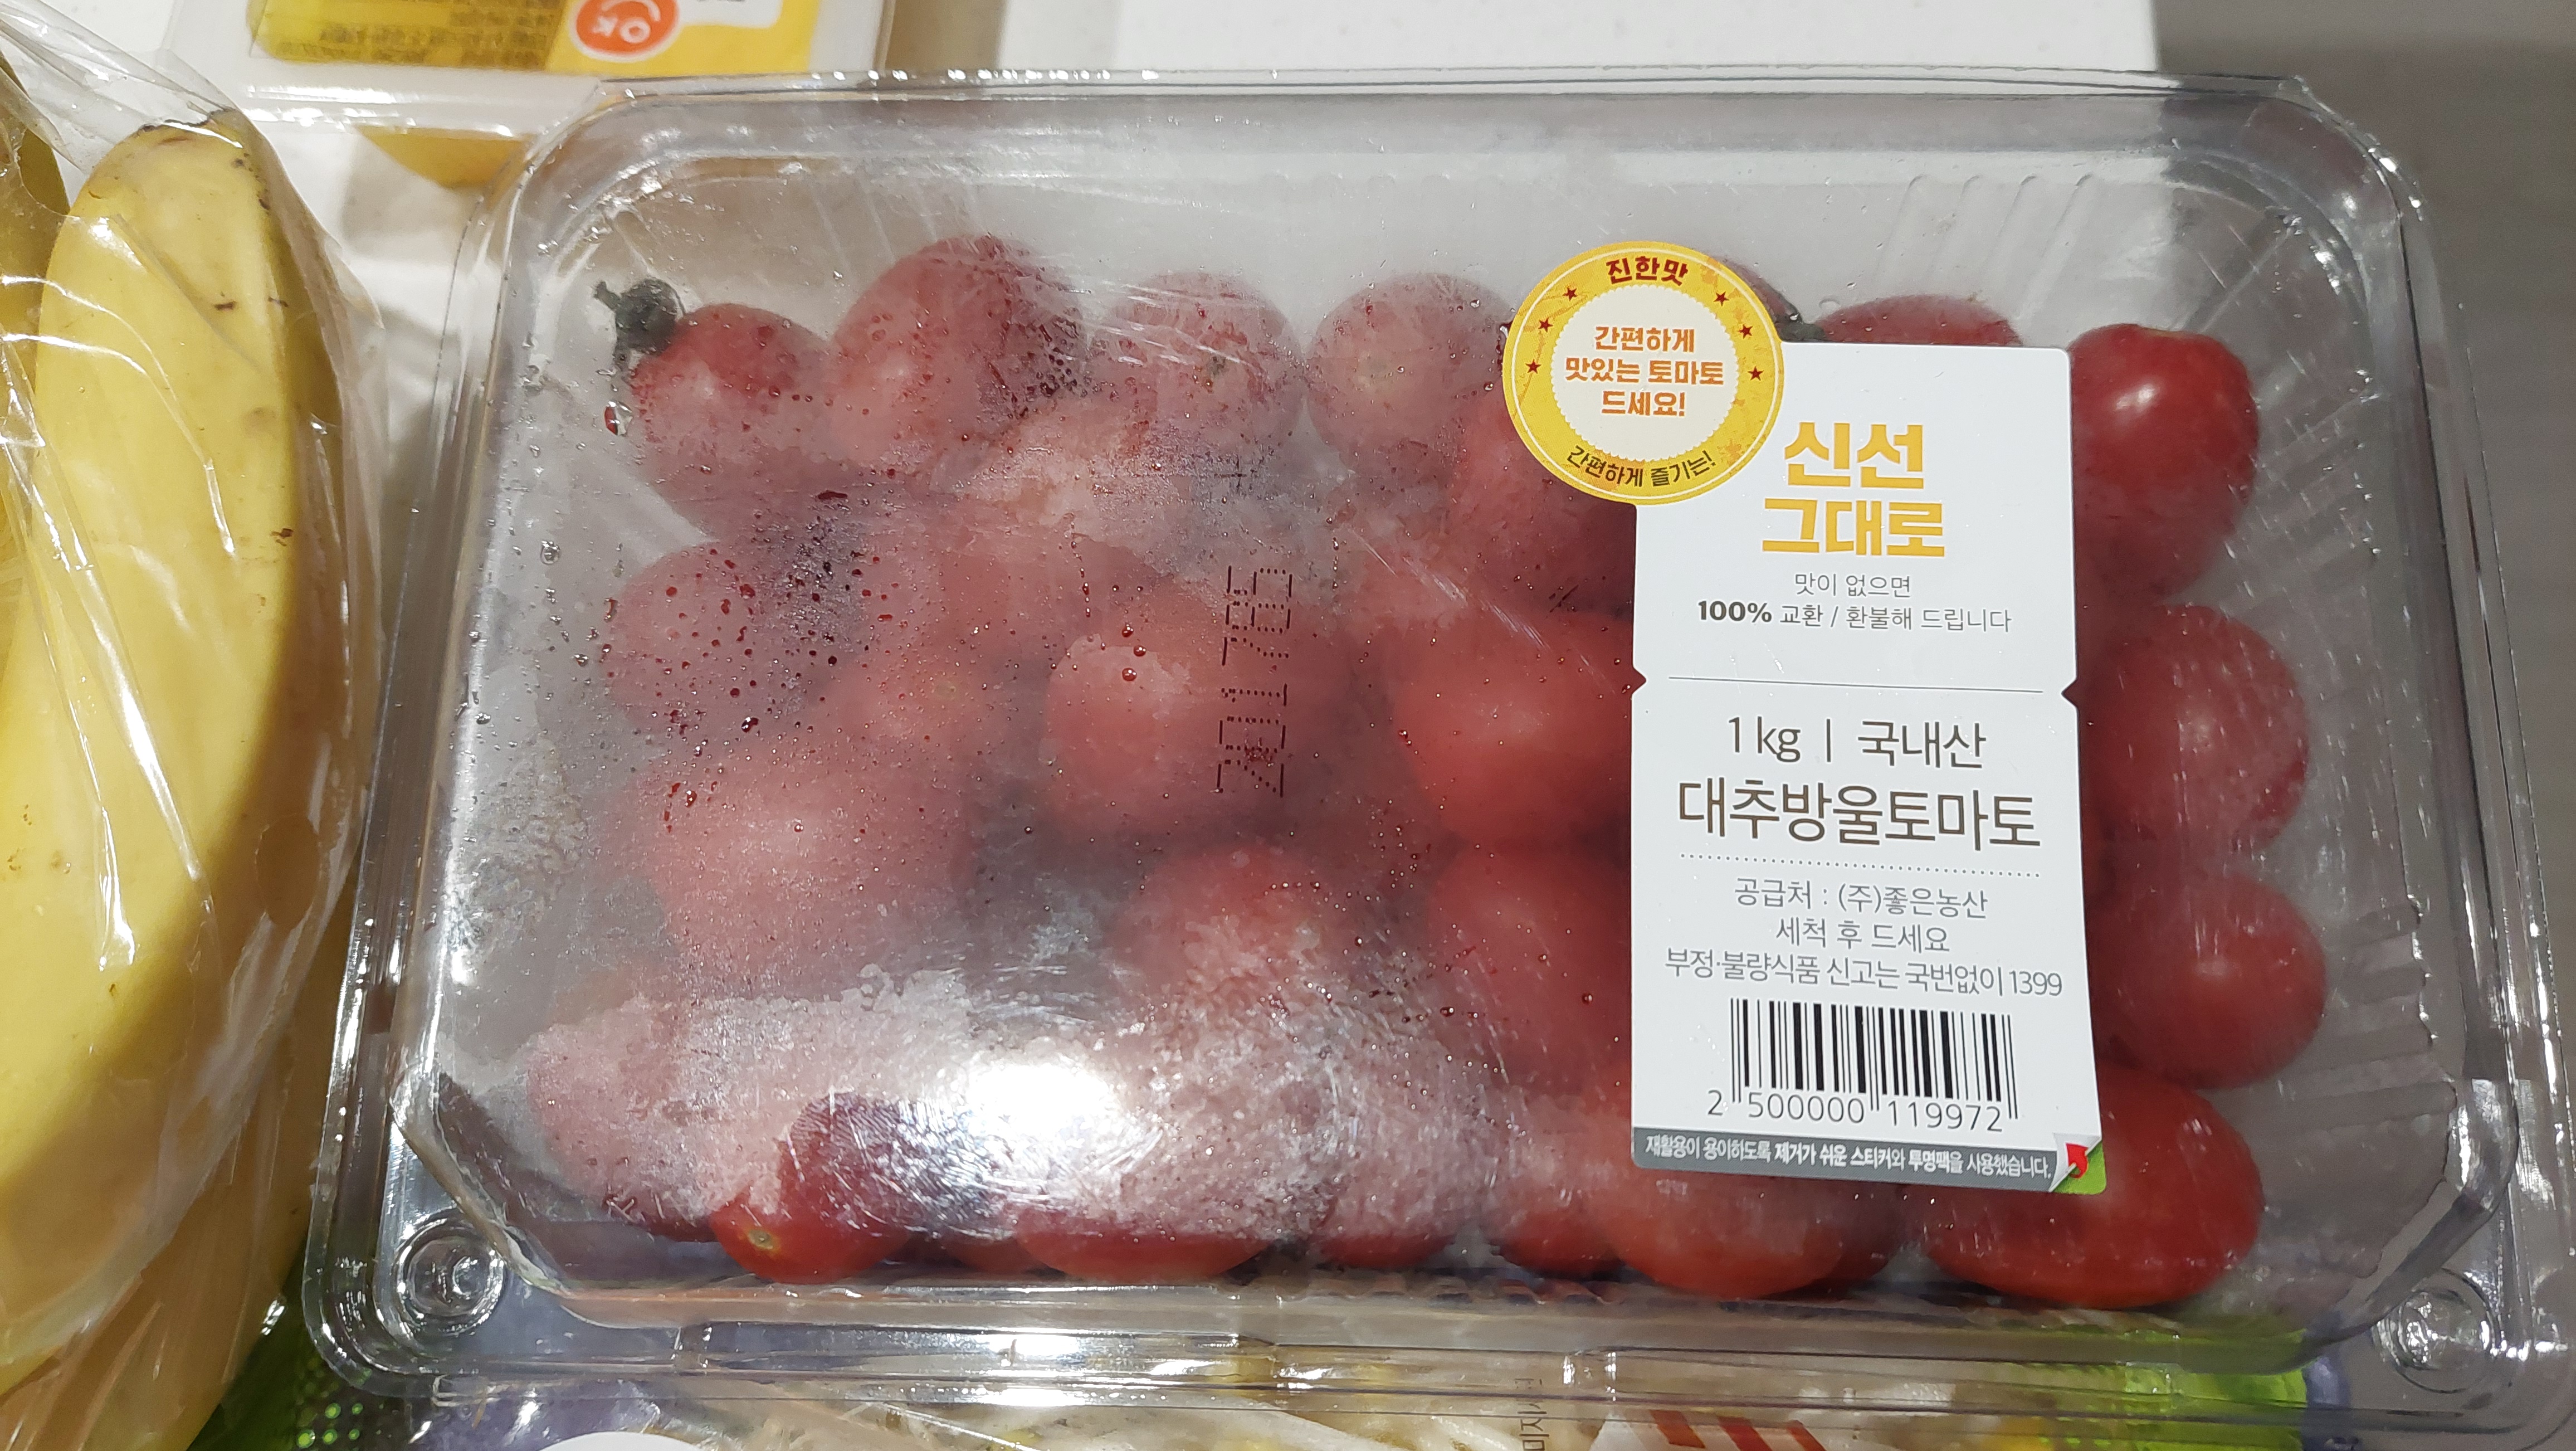 OK
진한맛
간편하게
맛있는 토마토
드세요!
간편하게 즐기는!
신선
그대로
맛이 없으면
100% 교환 / 환불해 드립니다
1kg | 국내산
대추방울토마토
공급처 : (주)좋은농산
세척 후 드세요
부정·불량식품 신고는 국번없이 1399
2 500000 119972
재활용이 용이하도록 제거가 쉬운 스티커와 투명팩을 사용했습니다.